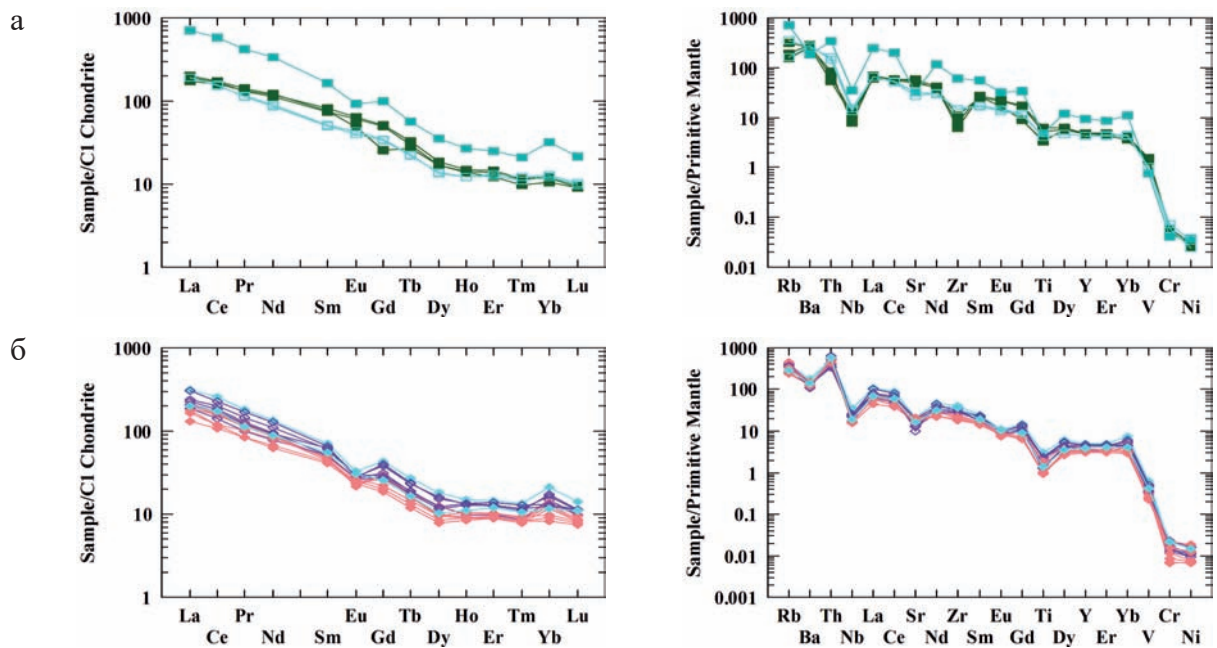 а
Sample/C1 Chondrite
1000
100
10
1
La Ce Pr Nd Sm Eu Gd Tb Dy Ho Er Tm Yb Lu
Sample/Primitive Mantle
1000
100
10
1
0.1
0.01
Rb Ba Th Nb La Ce Sr Nd Zr Sm Eu Gd Ti Dy Y Er Yb V Cr Ni
б
Sample/C1 Chondrite
1000
100
10
1
La Ce Pr Nd Sm Eu Gd Tb Dy Ho Er Tm Yb Lu
Sample/Primitive Mantle
1000
100
10
1
0.1
0.01
0.001
Rb Ba Th Nb La Ce Sr Nd Zr Sm Eu Gd Ti Dy Y Er Yb V Cr Ni